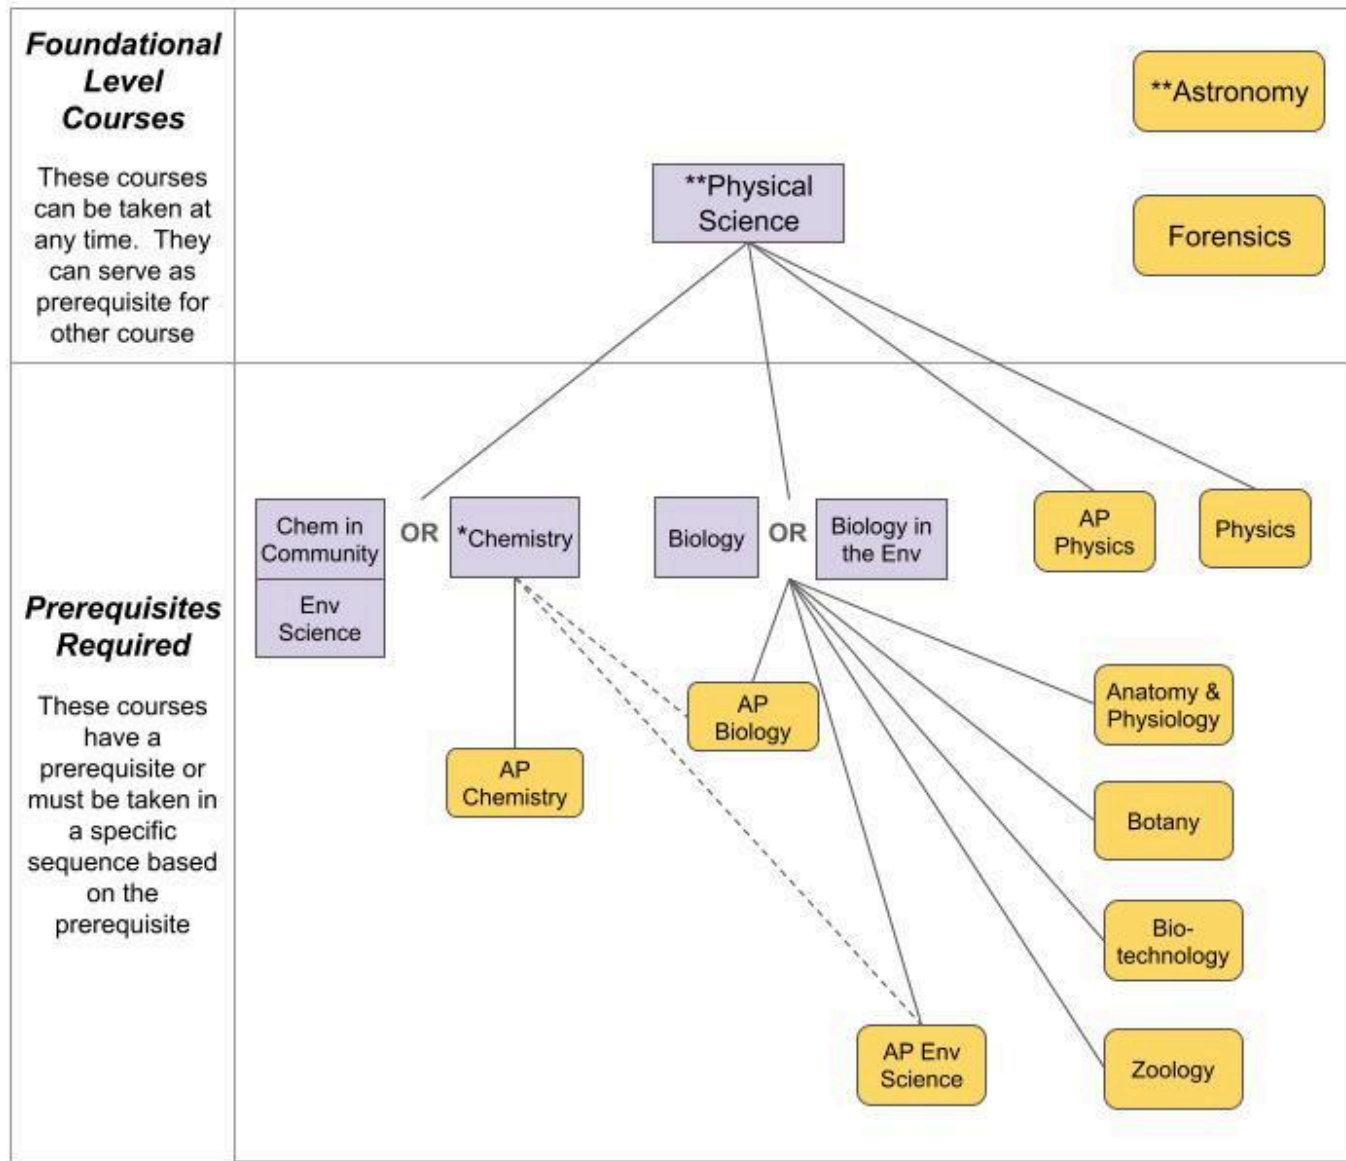 Foundational
Level
Courses
These courses
can be taken at
any time.  They
can serve as
prerequisite for
other course
**Astronomy
**Physical
Science
Forensics
Prerequisites
Required
These courses
have a
prerequisite or
must be taken in
a specific
sequence based
on the
prerequisite
Chem in
Community
Env
Science
OR
*Chemistry
Biology
OR
Biology in
the Env
AP
Physics
Physics
AP
Chemistry
AP
Biology
Anatomy &
Physiology
Botany
Bio-
technology
AP Env
Science
Zoology